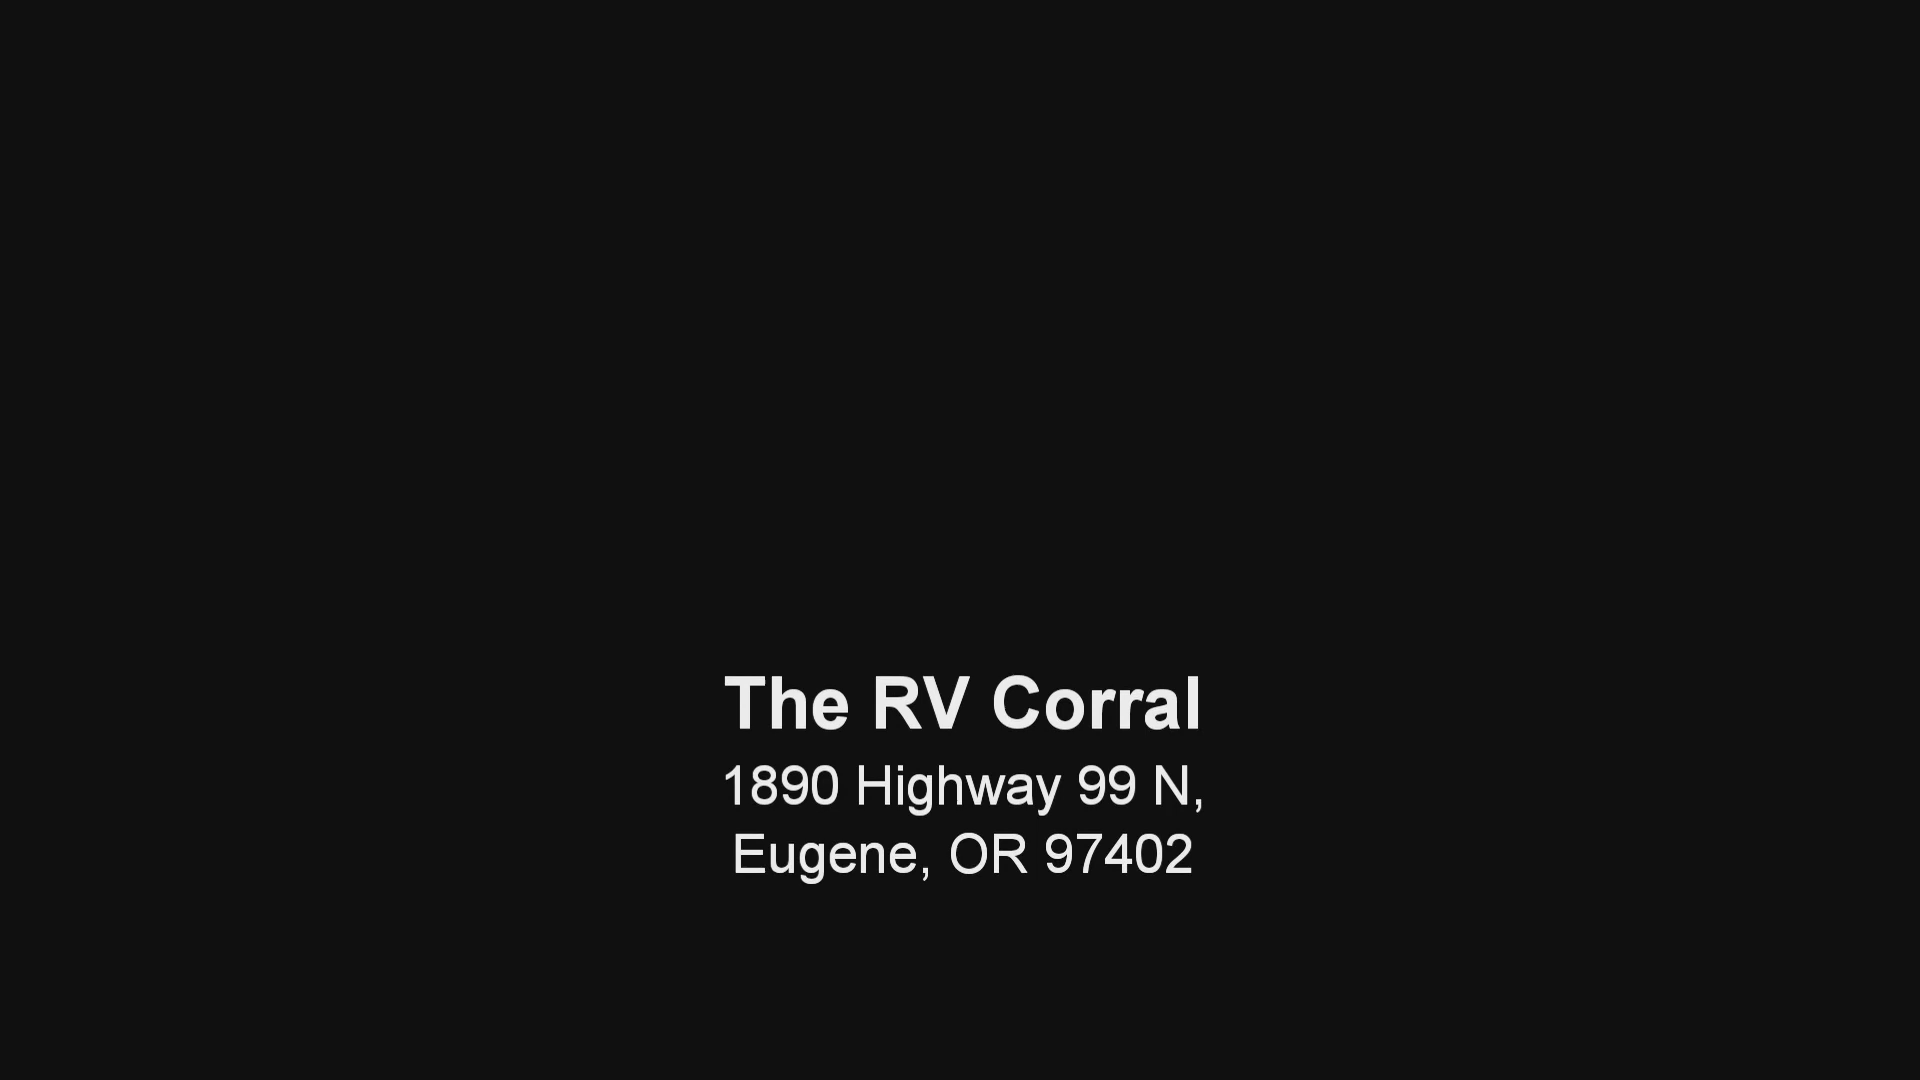 The RV Corral
1890 Highway 99 N,
Eugene, OR 97402